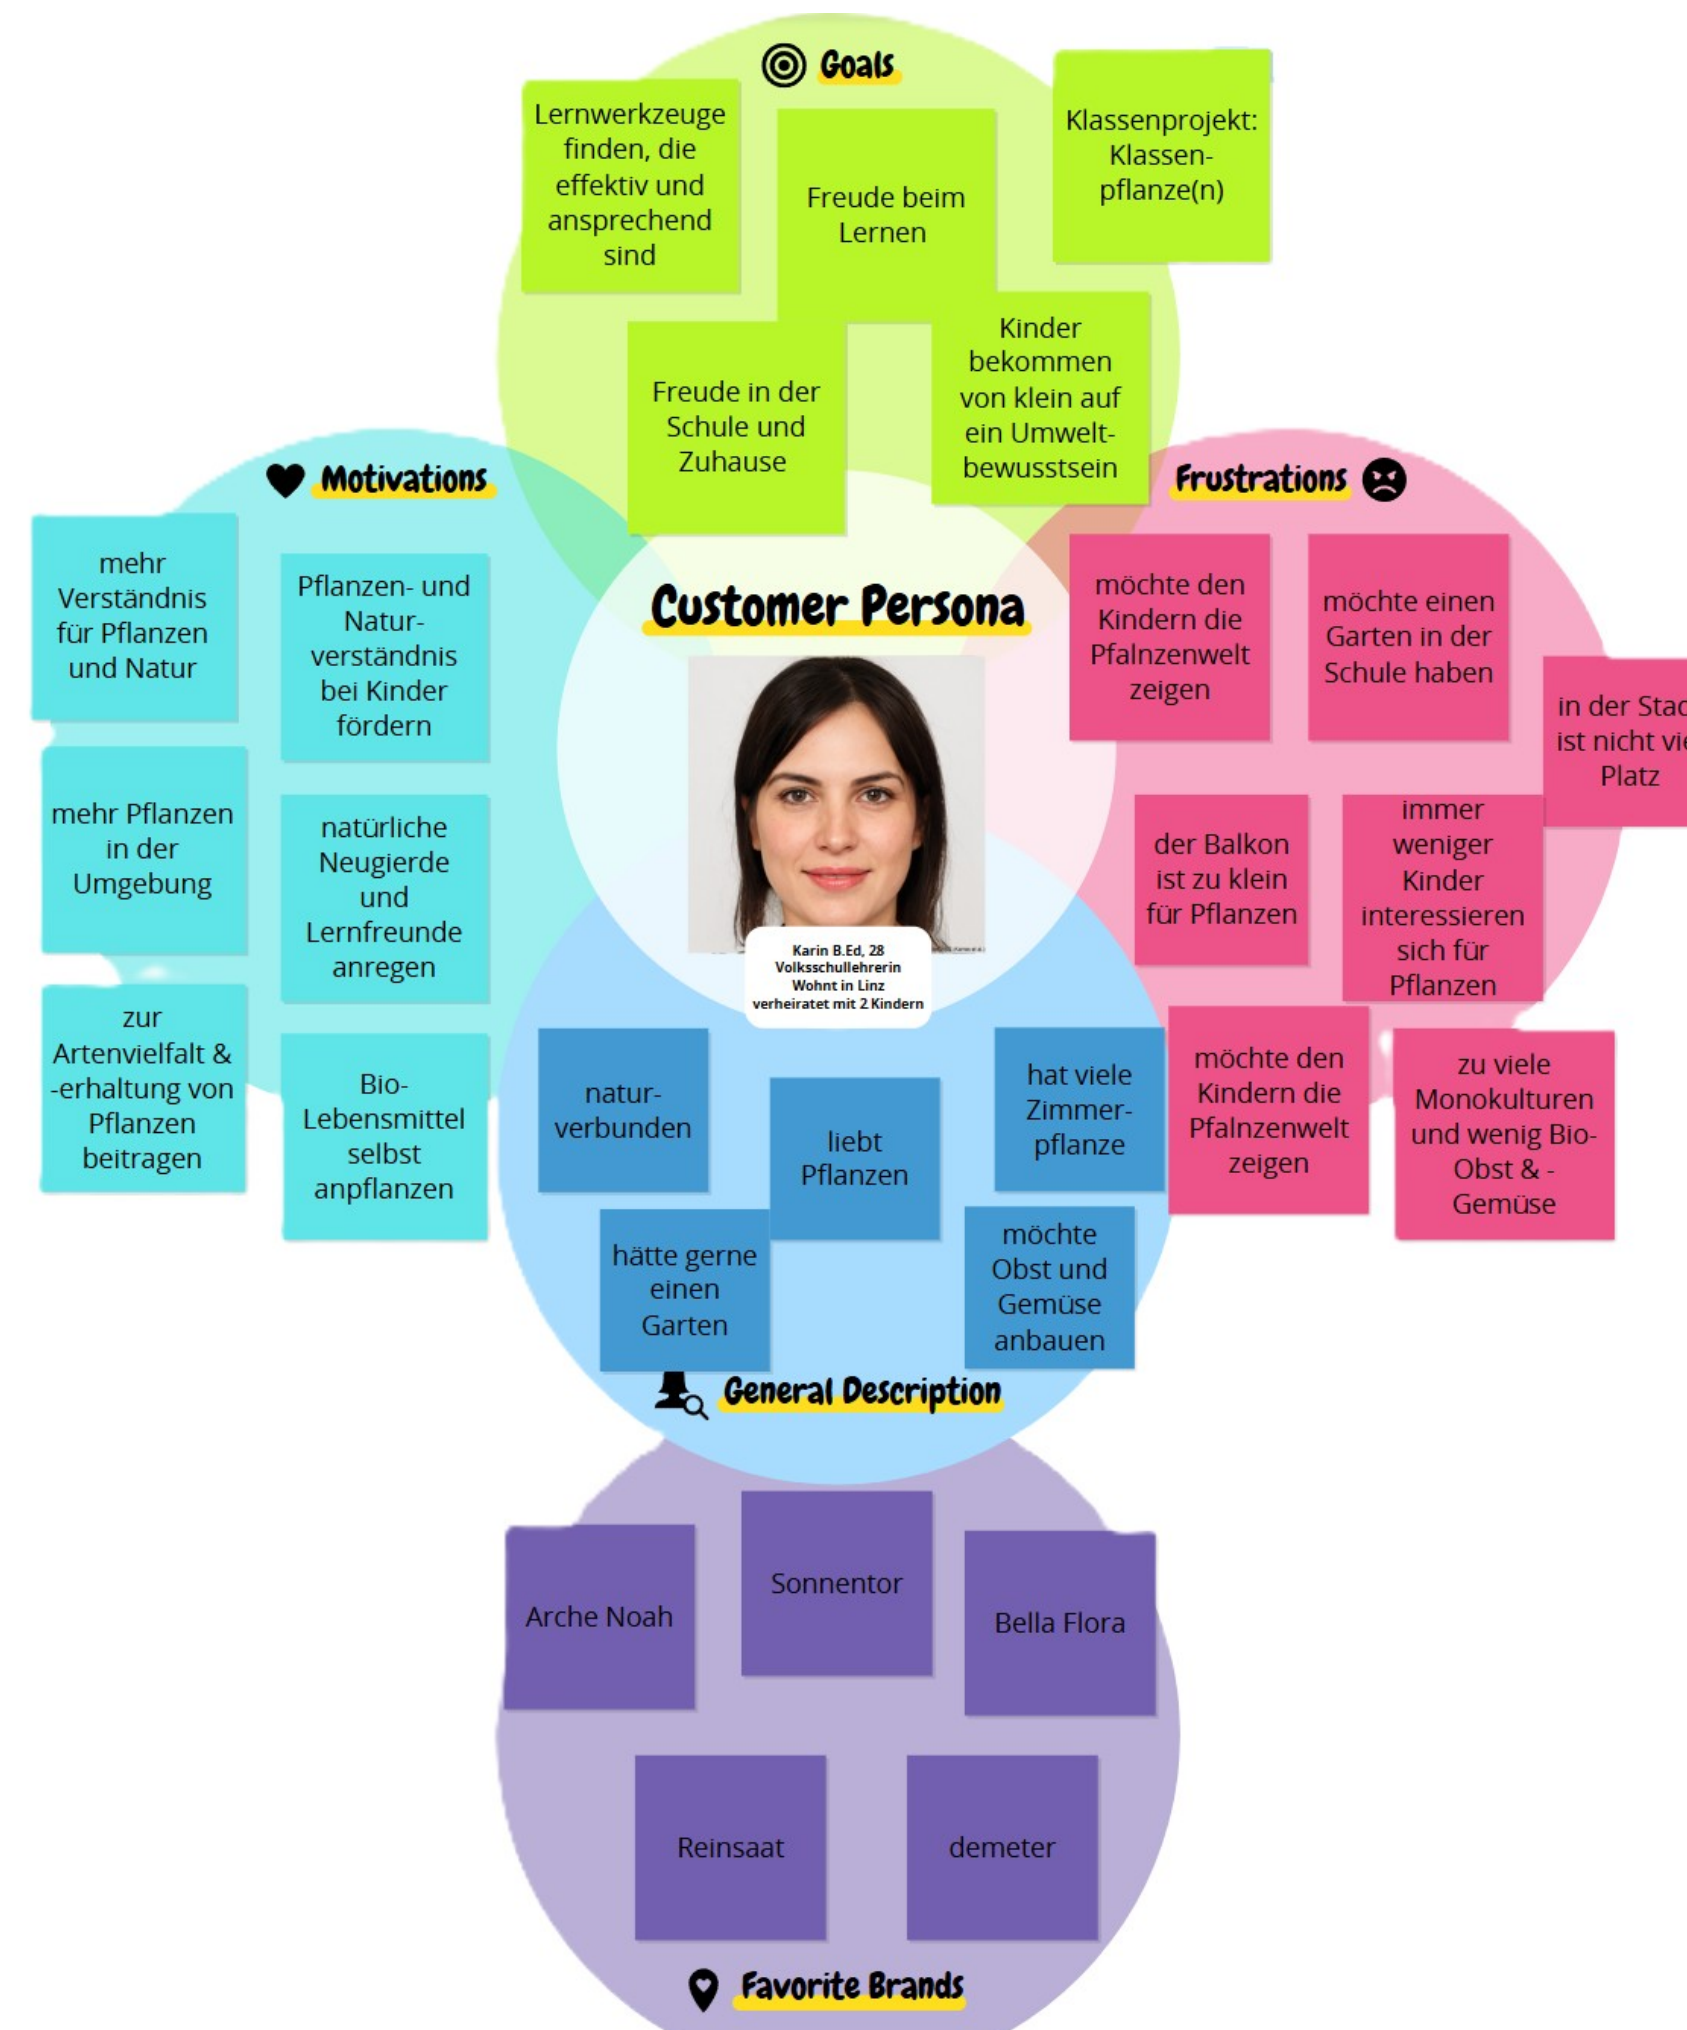 Goals
Lernwerkzeuge
finden, die
effektiv und
ansprechend
sind
Freude beim
Lernen
Klassenprojekt:
Klassen-
pflanze(n)
Freude in der
Schule und
Zuhause
Kinder
bekommen
von klein auf
ein Umwelt-
bewusstsein
Motivations
mehr
Verständnis
für Pflanzen
und Natur
Pflanzen- und
Natur-
verständnis
bei Kinder
fördern
mehr Pflanzen
in der
Umgebung
natürliche
Neugierde
und
Lernfreunde
anregen
zur
Artenvielfalt &
-erhaltung von
Pflanzen
beitragen
Bio-
Lebensmittel
selbst
anpflanzen
Customer Persona
Karin B.Ed, 28
Volksschullehrerin
Wohnt in Linz
verheiratet mit 2 Kindern
Frustrations
möchte den
Kindern die
Pfalnzenwelt
zeigen
möchte einen
Garten in der
Schule haben
in der
ist nicht
Platz
der Balkon
ist zu klein
für Pflanzen
immer
weniger
Kinder
interessieren
sich für
Pflanzen
möchte den
Kindern die
Pfalnzenwelt
zeigen
zu viele
Monokulturen
und wenig Bio-
Obst & -
Gemüse
natur-
verbunden
liebt
Pflanzen
hat viele
Zimmer-
pflanze
hätte gerne
einen
Garten
möchte
Obst und
Gemüse
anbauen
General Description
Arche Noah
Sonnentor
Bella Flora
Reinsaat
demeter
Favorite Brands